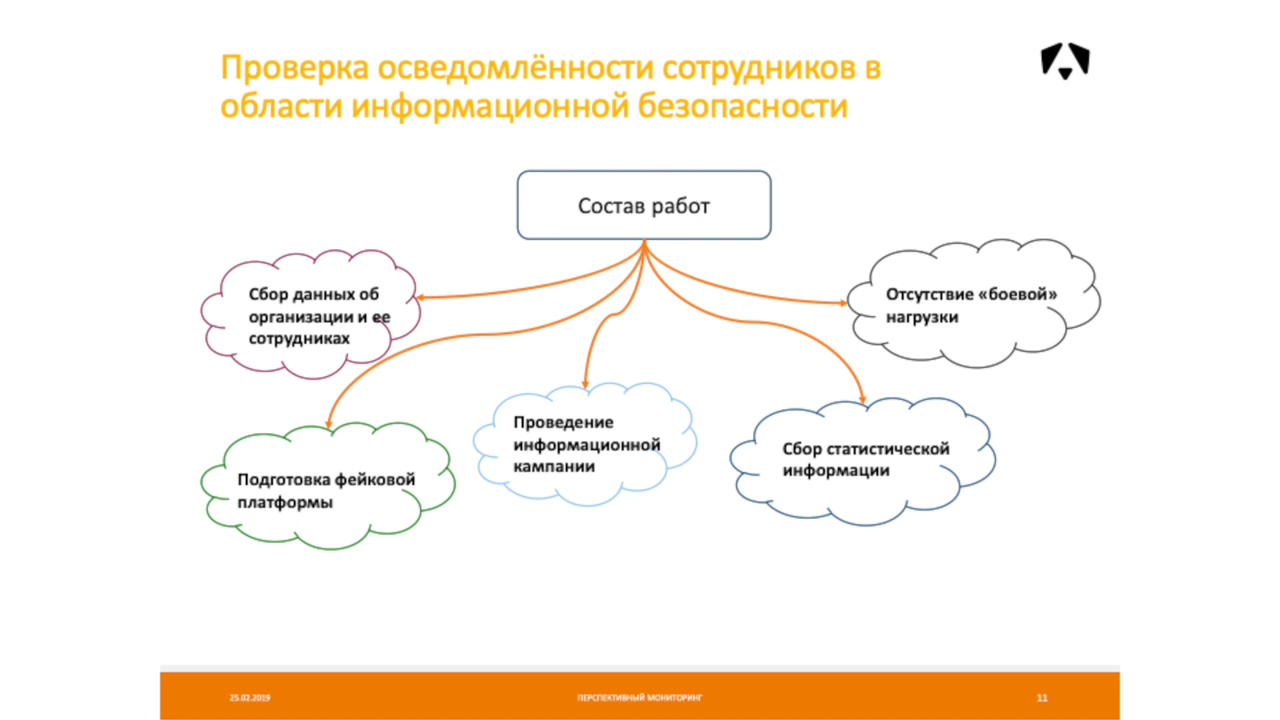 Проверка осведомлённости сотрудников в
области информационной безопасности
Состав работ
Сбор данных об
организации и ее
сотрудниках
Отсутствие «боевой»
нагрузки
Подготовка фейковой
платформы
Проведение
информационной
кампании
Сбор статистической
информации
25.02.2019
ПЕРСПЕКТИВНЫЙ МОНИТОРИНГ
11